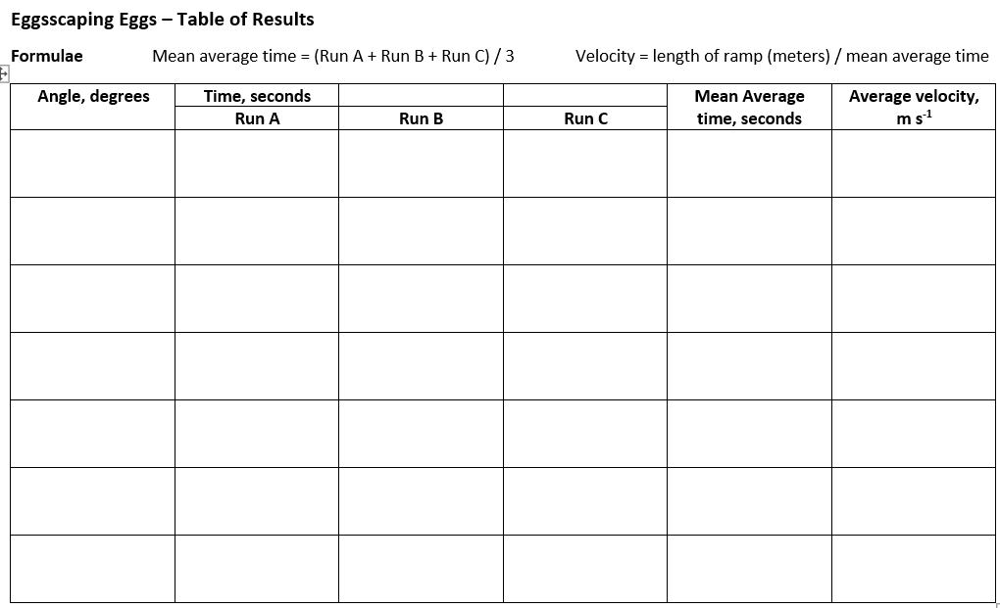 Eggsscaping Eggs – Table of Results
Formulae Mean average time = (Run A + Run B + Run C) / 3 Velocity = length of ramp (meters) / mean average time
Angle, degrees Time, seconds Mean Average Average velocity,
Run A Run B Run C time, seconds m s⁻¹